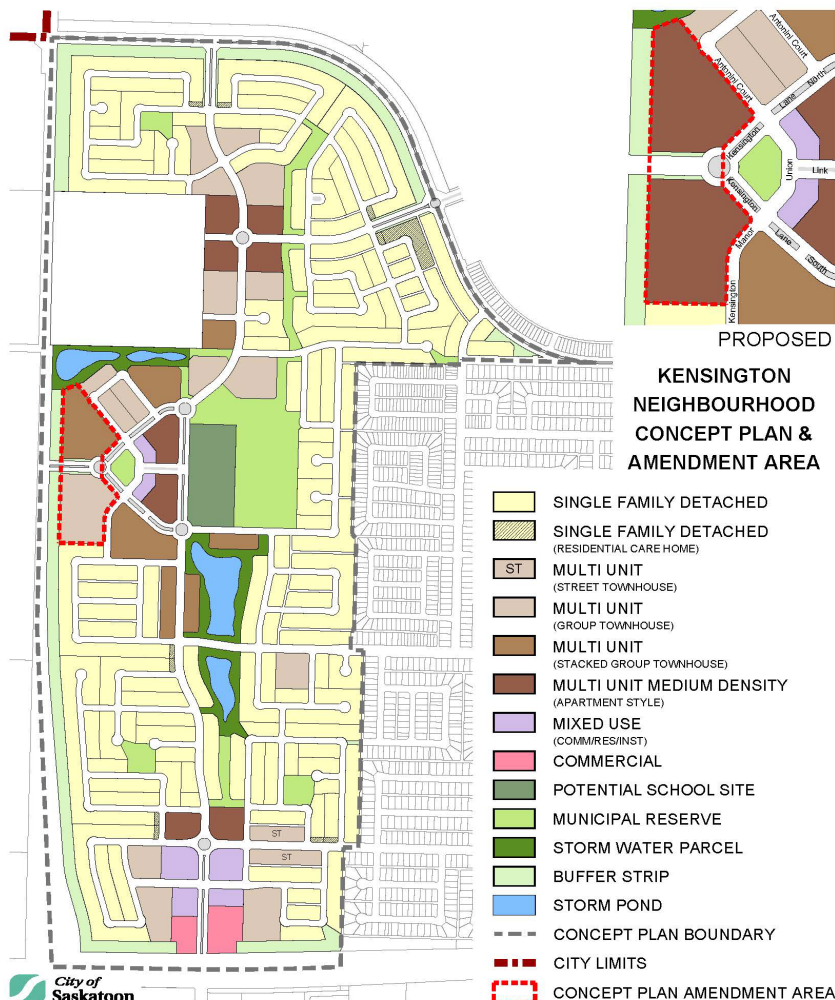 Antonini Court
Antonini Court
Lane North
Kensington
Union
Link
Kensington
Manor
Lane South
Kensington
PROPOSED
KENSINGTON
NEIGHBOURHOOD
CONCEPT PLAN &
AMENDMENT AREA
SINGLE FAMILY DETACHED
SINGLE FAMILY DETACHED
(RESIDENTIAL CARE HOME)
ST
MULTI UNIT
(STREET TOWNHOUSE)
MULTI UNIT
(GROUP TOWNHOUSE)
MULTI UNIT
(STACKED GROUP TOWNHOUSE)
MULTI UNIT MEDIUM DENSITY
(APARTMENT STYLE)
MIXED USE
(COMM/RES/INST)
COMMERCIAL
POTENTIAL SCHOOL SITE
MUNICIPAL RESERVE
STORM WATER PARCEL
BUFFER STRIP
STORM POND
CONCEPT PLAN BOUNDARY
CITY LIMITS
CONCEPT PLAN AMENDMENT AREA
ST
ST
City of
Saskatoon